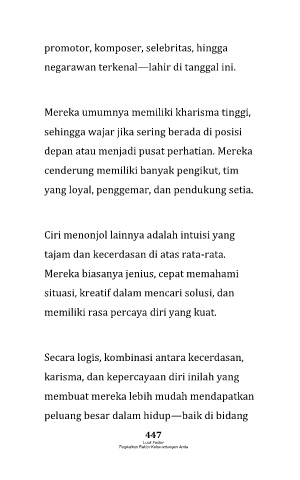 promotor, komposer, selebritas, hingga
negarawan terkenal—lahir di tanggal ini.
Mereka umumnya memiliki kharisma tinggi,
sehingga wajar jika sering berada di posisi
depan atau menjadi pusat perhatian. Mereka
cenderung memiliki banyak pengikut, tim
yang loyal, penggemar, dan pendukung setia.
Ciri menonjol lainnya adalah intuisi yang
tajam dan kecerdasan di atas rata-rata.
Mereka biasanya jenius, cepat memahami
situasi, kreatif dalam mencari solusi, dan
memiliki rasa percaya diri yang kuat.
Secara logis, kombinasi antara kecerdasan,
karisma, dan kepercayaan diri inilah yang
membuat mereka lebih mudah mendapatkan
peluang besar dalam hidup—baik di bidang
447
Luck Factor
Tingkatkan Faktor Keberuntungan Anda